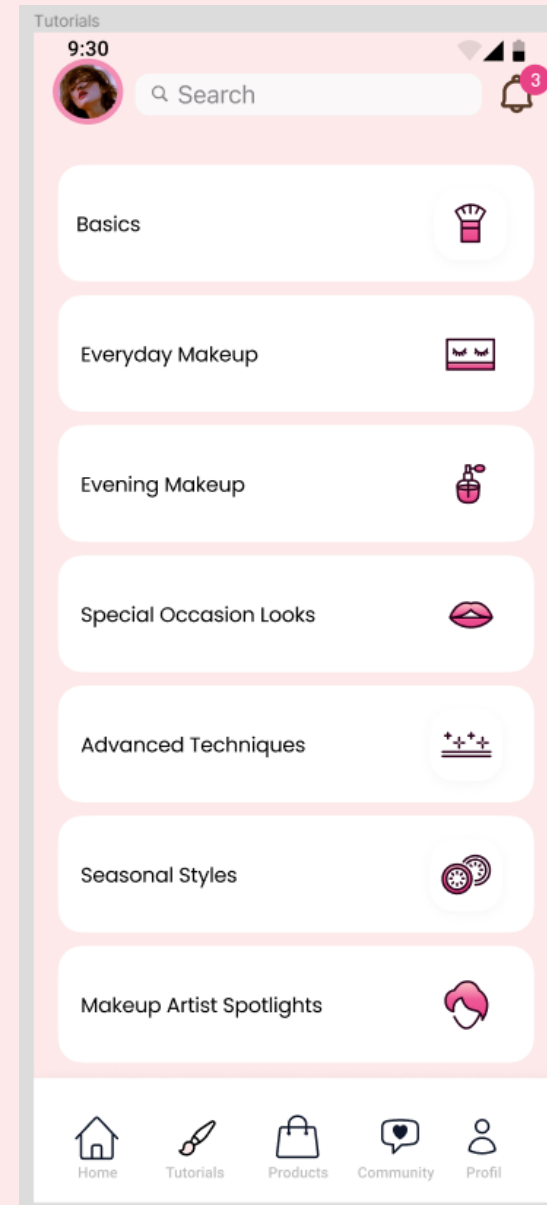 Tutorials
9:30
Search
3
Basics
Everyday Makeup
Evening Makeup
Special Occasion Looks
Advanced Techniques
Seasonal Styles
Makeup Artist Spotlights
Home Tutorials Products Community Profil